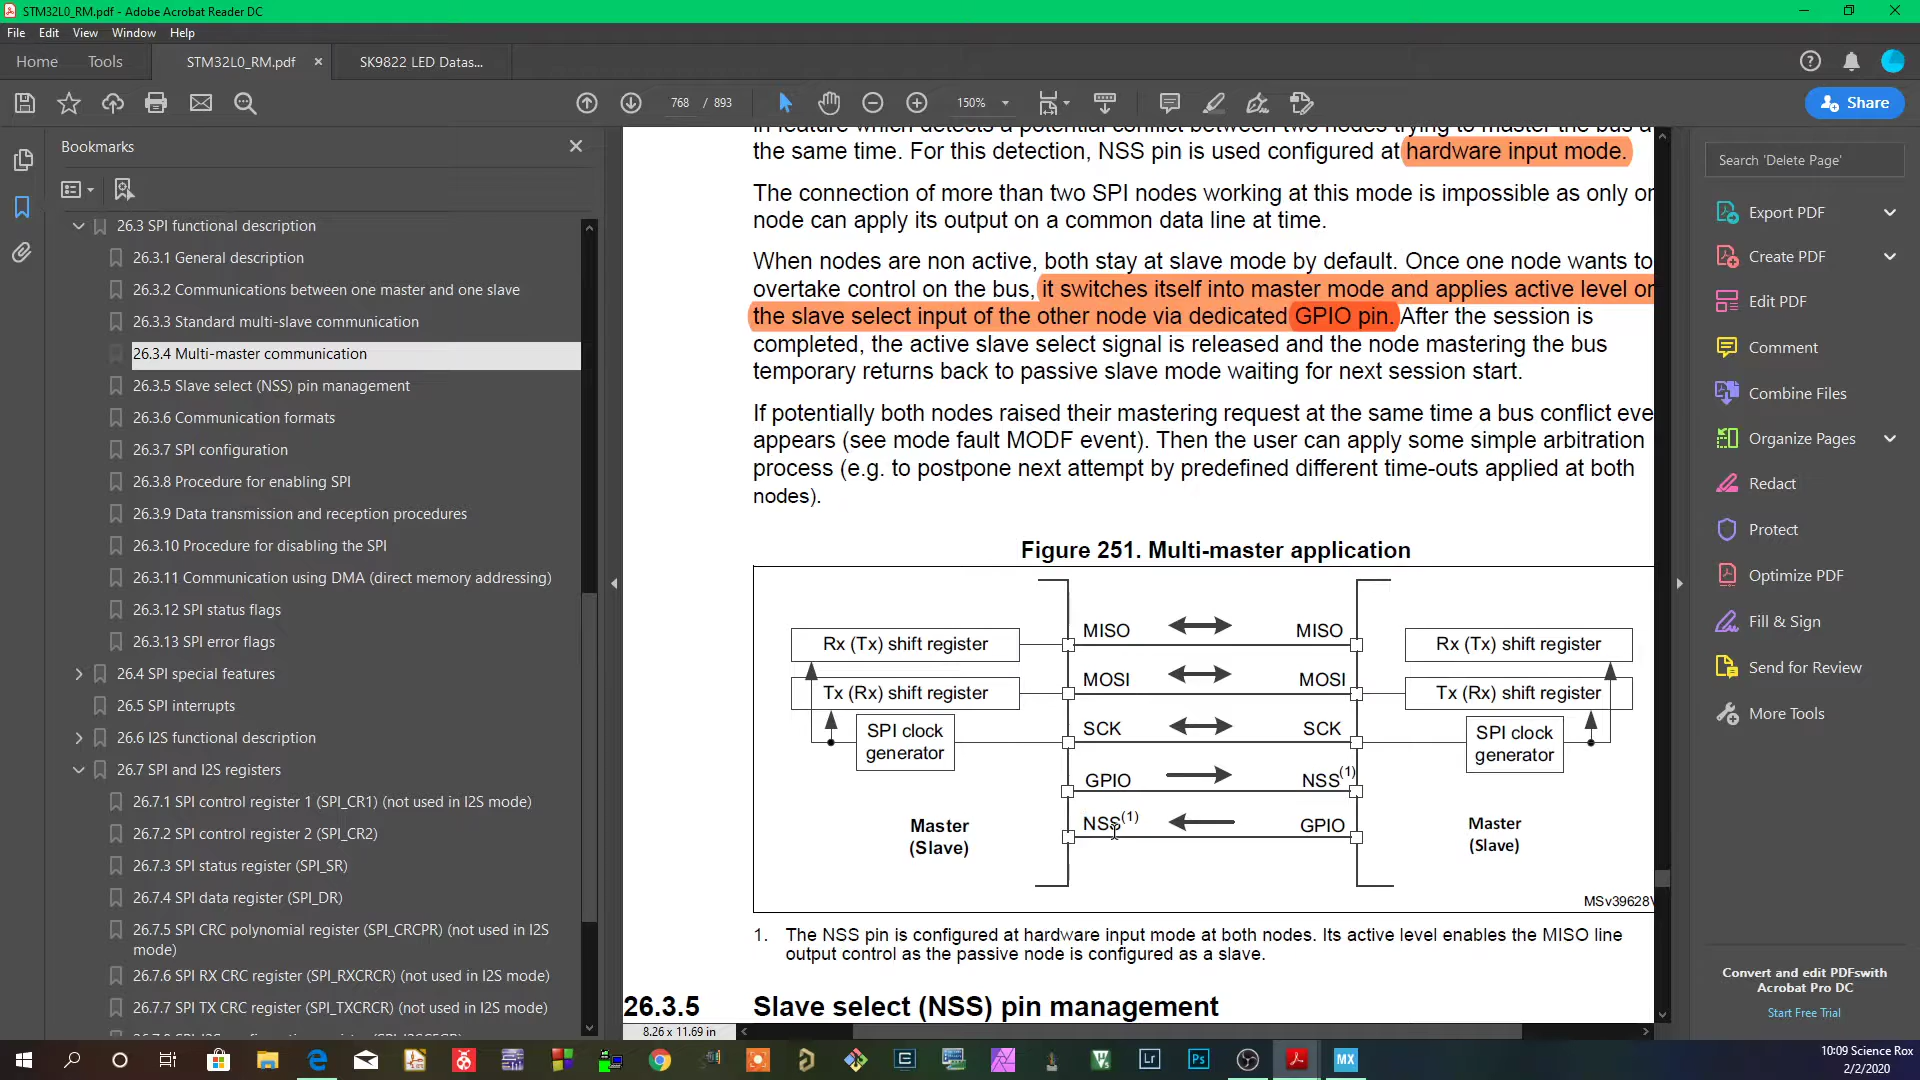 STM32L0_RM.pdf - Adobe Acrobat Reader DC
File Edit View Window Help
Home Tools STM32L0_RM.pdf × SK9822 LED Datas...
768 / 893 150% Share
Bookmarks
26.3 SPI functional description
26.3.1 General description
26.3.2 Communications between one master and one slave
26.3.3 Standard multi-slave communication
26.3.4 Multi-master communication
26.3.5 Slave select (NSS) pin management
26.3.6 Communication formats
26.3.7 SPI configuration
26.3.8 Procedure for enabling SPI
26.3.9 Data transmission and reception procedures
26.3.10 Procedure for disabling the SPI
26.3.11 Communication using DMA (direct memory addressing)
26.3.12 SPI status flags
26.3.13 SPI error flags
26.4 SPI special features
26.5 SPI interrupts
26.6 I2S functional description
26.7 SPI and I2S registers
26.7.1 SPI control register 1 (SPI_CR1) (not used in I2S mode)
26.7.2 SPI control register 2 (SPI_CR2)
26.7.3 SPI status register (SPI_SR)
26.7.4 SPI data register (SPI_DR)
26.7.5 SPI CRC polynomial register (SPI_CRCPR) (not used in I2S
mode)
26.7.6 SPI RX CRC register (SPI_RXCRCR) (not used in I2S mode)
26.7.7 SPI TX CRC register (SPI_TXCRCR) (not used in I2S mode)
in feature which detects a potential conflict between two nodes trying to master the bus a
the same time. For this detection, NSS pin is used configured at hardware input mode.
The connection of more than two SPI nodes working at this mode is impossible as only or
node can apply its output on a common data line at time.
When nodes are non active, both stay at slave mode by default. Once one node wants to
overtake control on the bus, it switches itself into master mode and applies active level or
the slave select input of the other node via dedicated GPIO pin. After the session is
completed, the active slave select signal is released and the node mastering the bus
temporary returns back to passive slave mode waiting for next session start.
If potentially both nodes raised their mastering request at the same time a bus conflict eve
appears (see mode fault MODF event). Then the user can apply some simple arbitration
process (e.g. to postpone next attempt by predefined different time-outs applied at both
nodes).
Figure 251. Multi-master application
Rx (Tx) shift register MISO MISO Rx (Tx) shift register
Tx (Rx) shift register MOSI MOSI Tx (Rx) shift register
SPI clock generator SCK SCK SPI clock generator
GPIO NSS(1)
NSS(1) GPIO
Master (Slave) Master (Slave)
MSv39628V
1. The NSS pin is configured at hardware input mode at both nodes. Its active level enables the MISO line
output control as the passive node is configured as a slave.
26.3.5 Slave select (NSS) pin management
8.26 x 11.69 in
Search 'Delete Page'
Export PDF
Create PDF
Edit PDF
Comment
Combine Files
Organize Pages
Redact
Protect
Optimize PDF
Fill & Sign
Send for Review
More Tools
Convert and edit PDFswith
Acrobat Pro DC
Start Free Trial
Lr Ps MX
10:09 Science Rox
2/2/2020